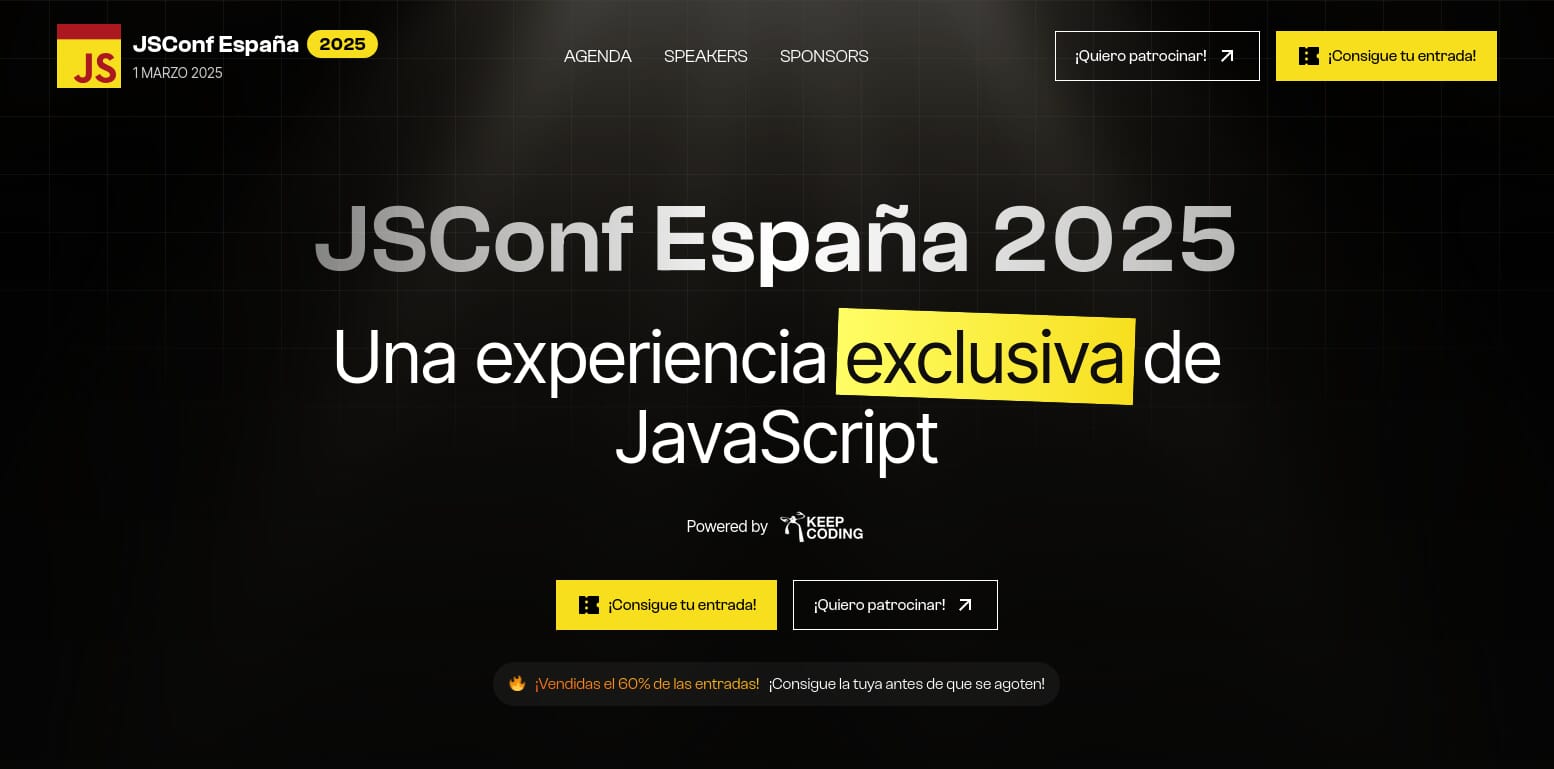 JS
JSConf España 2025
1 MARZO 2025
AGENDA SPEAKERS SPONSORS
¡Quiero patrocinar!
¡Consigue tu entrada!
JSConf España 2025
Una experiencia exclusiva de
JavaScript
Powered by KEEP
CODING
¡Consigue tu entrada!
¡Quiero patrocinar!
¡Vendidas el 60% de las entradas! ¡Consigue la tuya antes de que se agoten!